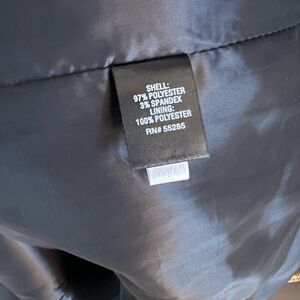 SHELL:
97% POLYESTER
3% SPANDEX
LINING:
100% POLYESTER
RN# 55285